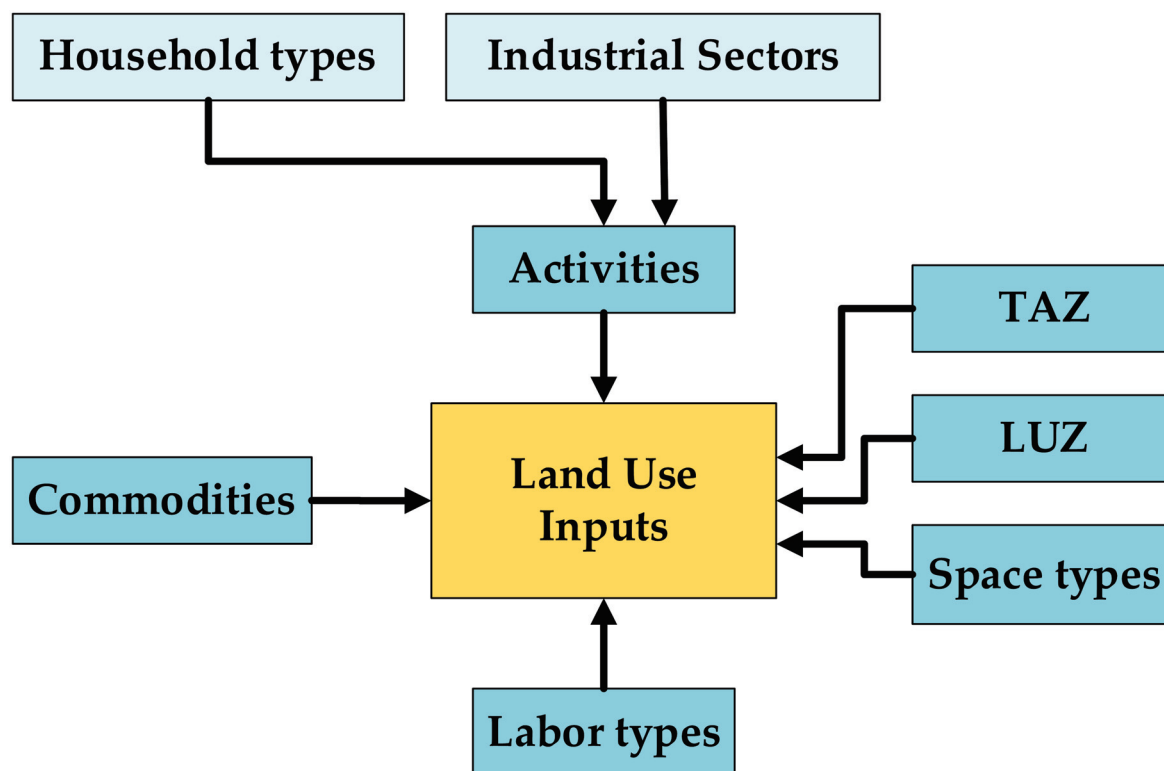 Household types
Industrial Sectors
Activities
TAZ
LUZ
Commodities
Land Use
Inputs
Space types
Labor types